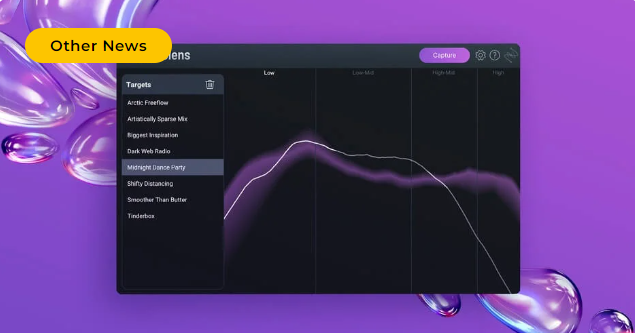 Other News
lens
Capture
Low
Low-Mid
High-Mid
High
Targets
Arctic Freeflow
Artistically Sparse Mix
Biggest Inspiration
Dark Web Radio
Midnight Dance Party
Shifty Distancing
Smoother Than Butter
Tinderbox